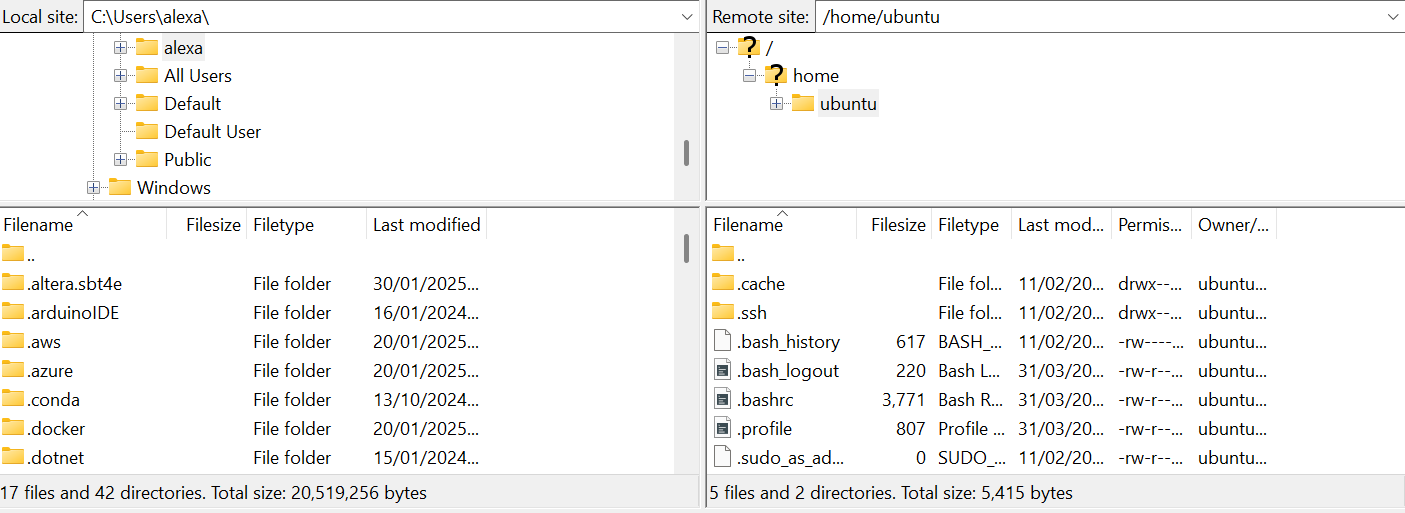 Local site: C:\Users\alexa\
alexa
All Users
Default
Default User
Public
Windows
Filename Filesize Filetype Last modified
..
.altera.sbt4e File folder 30/01/2025...
.arduinoIDE File folder 16/01/2024...
.aws File folder 20/01/2025...
.azure File folder 20/01/2025...
.conda File folder 13/10/2024...
.docker File folder 20/01/2025...
.dotnet File folder 15/01/2024...
17 files and 42 directories. Total size: 20,519,256 bytes
Remote site: /home/ubuntu
? /
? home
ubuntu
Filename Filesize Filetype Last mod... Permis... Owner/...
..
.cache File fol... 11/02/20... drwx--... ubuntu...
.ssh File fol... 11/02/20... drwx--... ubuntu...
.bash_history 617 BASH_... 11/02/20... -rw----... ubuntu...
.bash_logout 220 Bash L... 31/03/20... -rw-r--... ubuntu...
.bashrc 3,771 Bash R... 31/03/20... -rw-r--... ubuntu...
.profile 807 Profile ... 31/03/20... -rw-r--... ubuntu...
.sudo_as_ad... 0 SUDO_... 11/02/20... -rw-r--... ubuntu...
5 files and 2 directories. Total size: 5,415 bytes